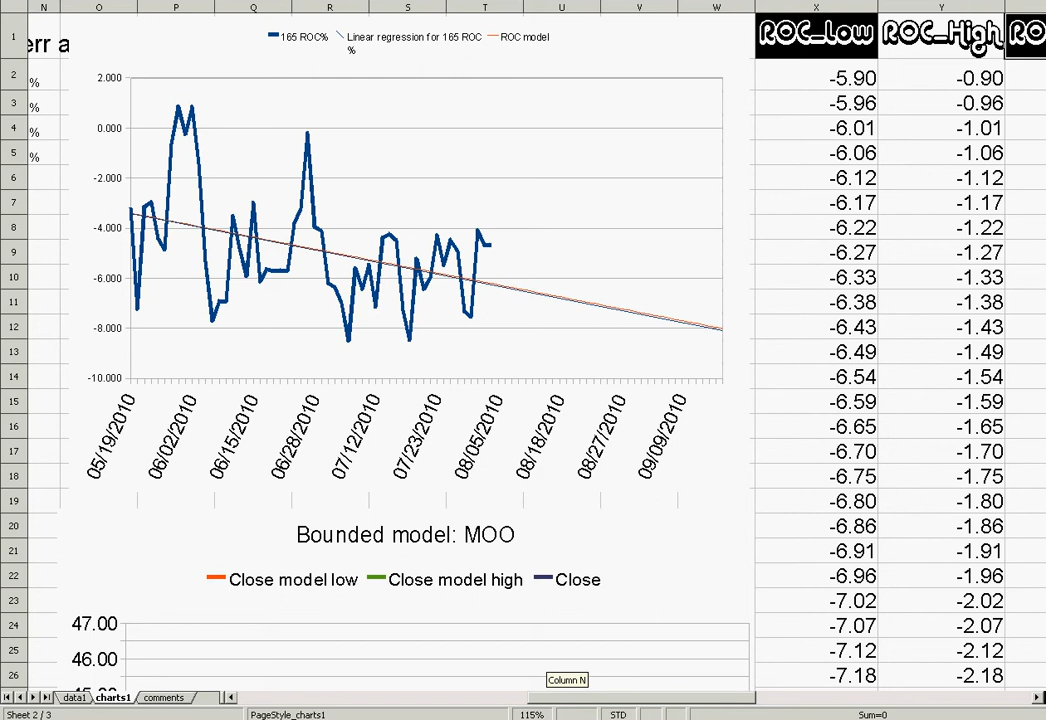 N O P Q R S T U V W X Y
1 err a 165 ROC% Linear regression for 165 ROC % ROC model ROC_Low ROC_High RO
2 % 2.000 -5.90 -0.90
3 % 0.000 -5.96 -0.96
4 % -2.000 -6.01 -1.01
5 % -4.000 -6.06 -1.06
6 -6.000 -6.12 -1.12
7 -8.000 -6.17 -1.17
8 -10.000 -6.22 -1.22
9 -6.27 -1.27
10 -6.33 -1.33
11 -6.38 -1.38
12 -6.43 -1.43
13 -6.49 -1.49
14 -6.54 -1.54
15 05/19/2010 06/02/2010 06/15/2010 06/28/2010 07/12/2010 07/23/2010 08/05/2010 08/18/2010 08/27/2010 09/09/2010 -6.59 -1.59
16 -6.65 -1.65
17 -6.70 -1.70
18 -6.75 -1.75
19 -6.80 -1.80
20 Bounded model: MOO -6.86 -1.86
21 -6.91 -1.91
22 Close model low Close model high Close -6.96 -1.96
23 -7.02 -2.02
24 47.00 -7.07 -2.07
25 46.00 -7.12 -2.12
26 Column N -7.18 -2.18
data1 charts1 comments
Sheet 2 / 3 PageStyle_charts1 115% STD Sum=0